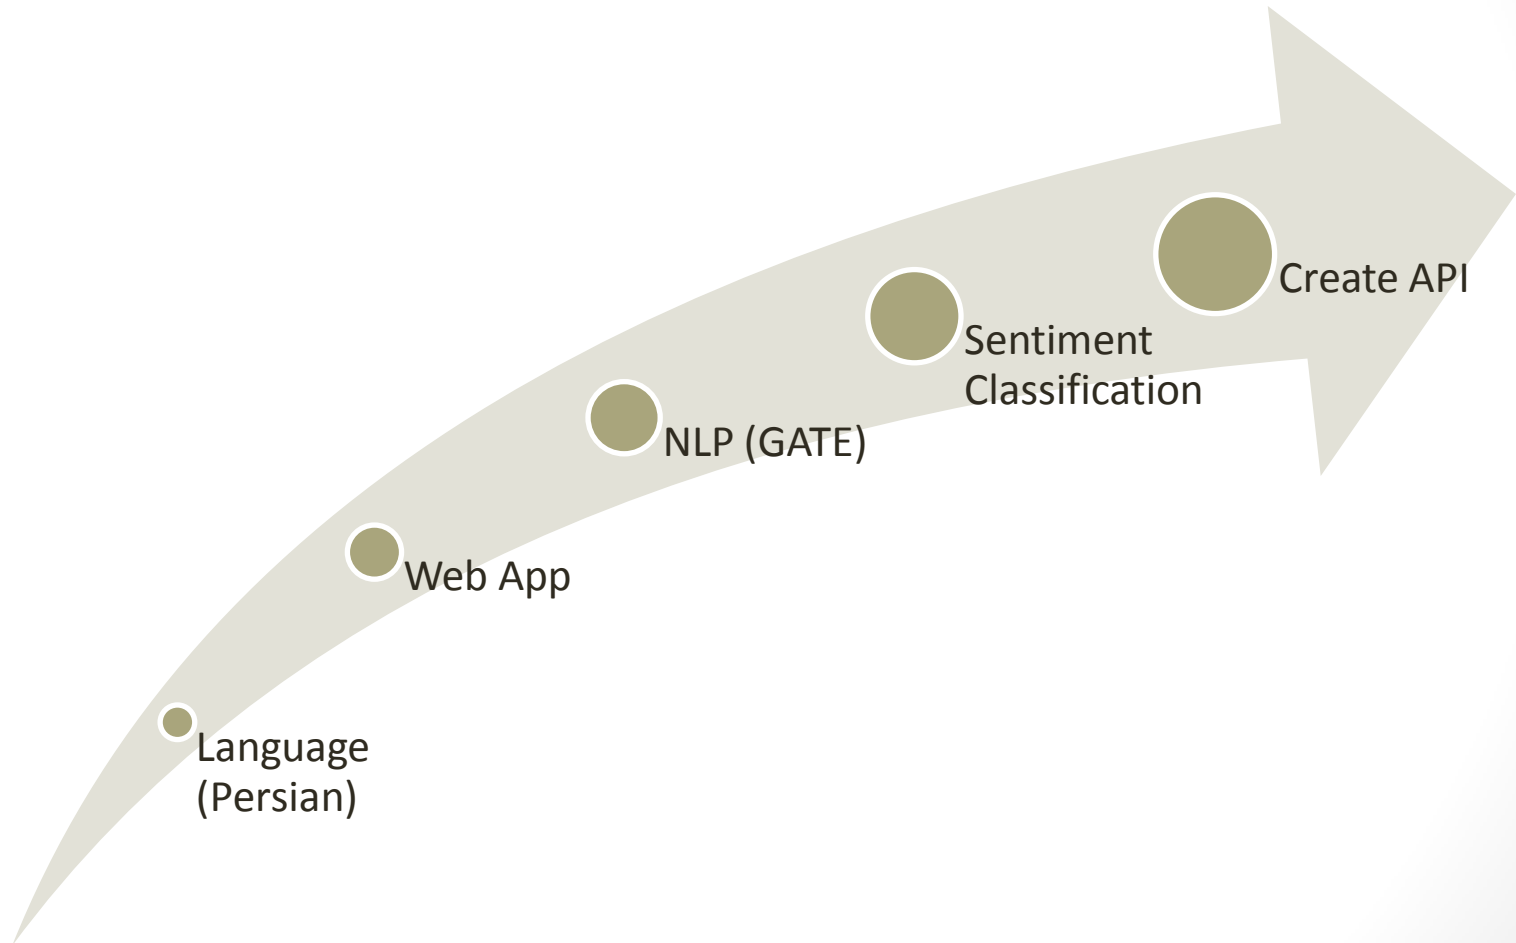 Create API
Sentiment
Classification
NLP (GATE)
Web App
Language
(Persian)